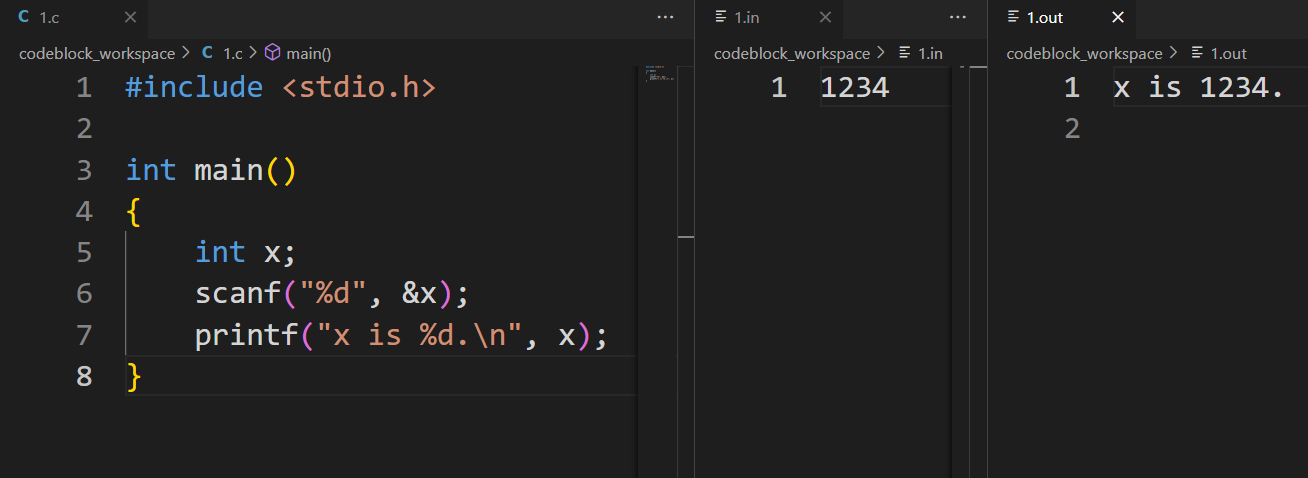 C 1.c × ···
codeblock_workspace > C 1.c > main()
1 #include <stdio.h>
2
3 int main()
4 {
5     int x;
6     scanf("%d", &x);
7     printf("x is %d.\n", x);
8 }
1.in × ···
codeblock_workspace > 1.in
1 1234
1.out ×
codeblock_workspace > 1.out
1 x is 1234.
2